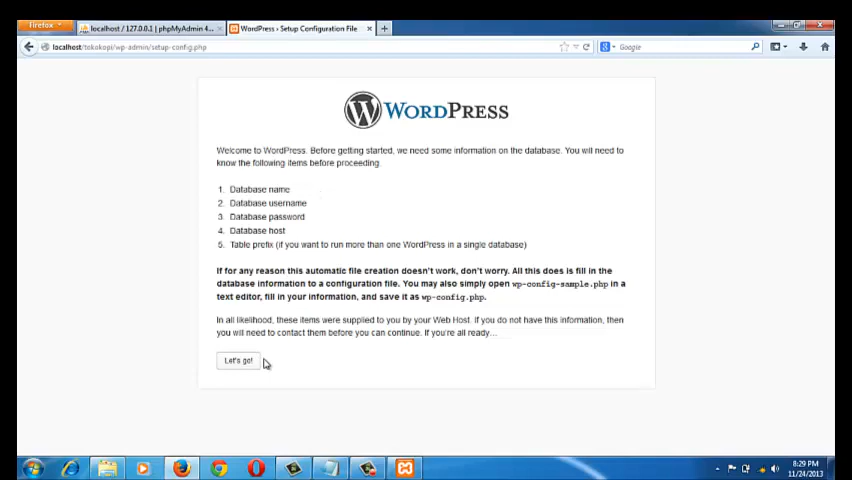 Firefox
localhost / 127.0.0.1 | phpMyAdmin 4....
WordPress › Setup Configuration File
localhost/tokokopi/wp-admin/setup-config.php
Google
WORDPRESS
Welcome to WordPress. Before getting started, we need some information on the database. You will need to
know the following items before proceeding.
1. Database name
2. Database username
3. Database password
4. Database host
5. Table prefix (if you want to run more than one WordPress in a single database)
If for any reason this automatic file creation doesn't work, don't worry. All this does is fill in the
database information to a configuration file. You may also simply open wp-config-sample.php in a
text editor, fill in your information, and save it as wp-config.php.
In all likelihood, these items were supplied to you by your Web Host. If you do not have this information, then
you will need to contact them before you can continue. If you're all ready...
Let's go!
8:29 PM
11/24/2013